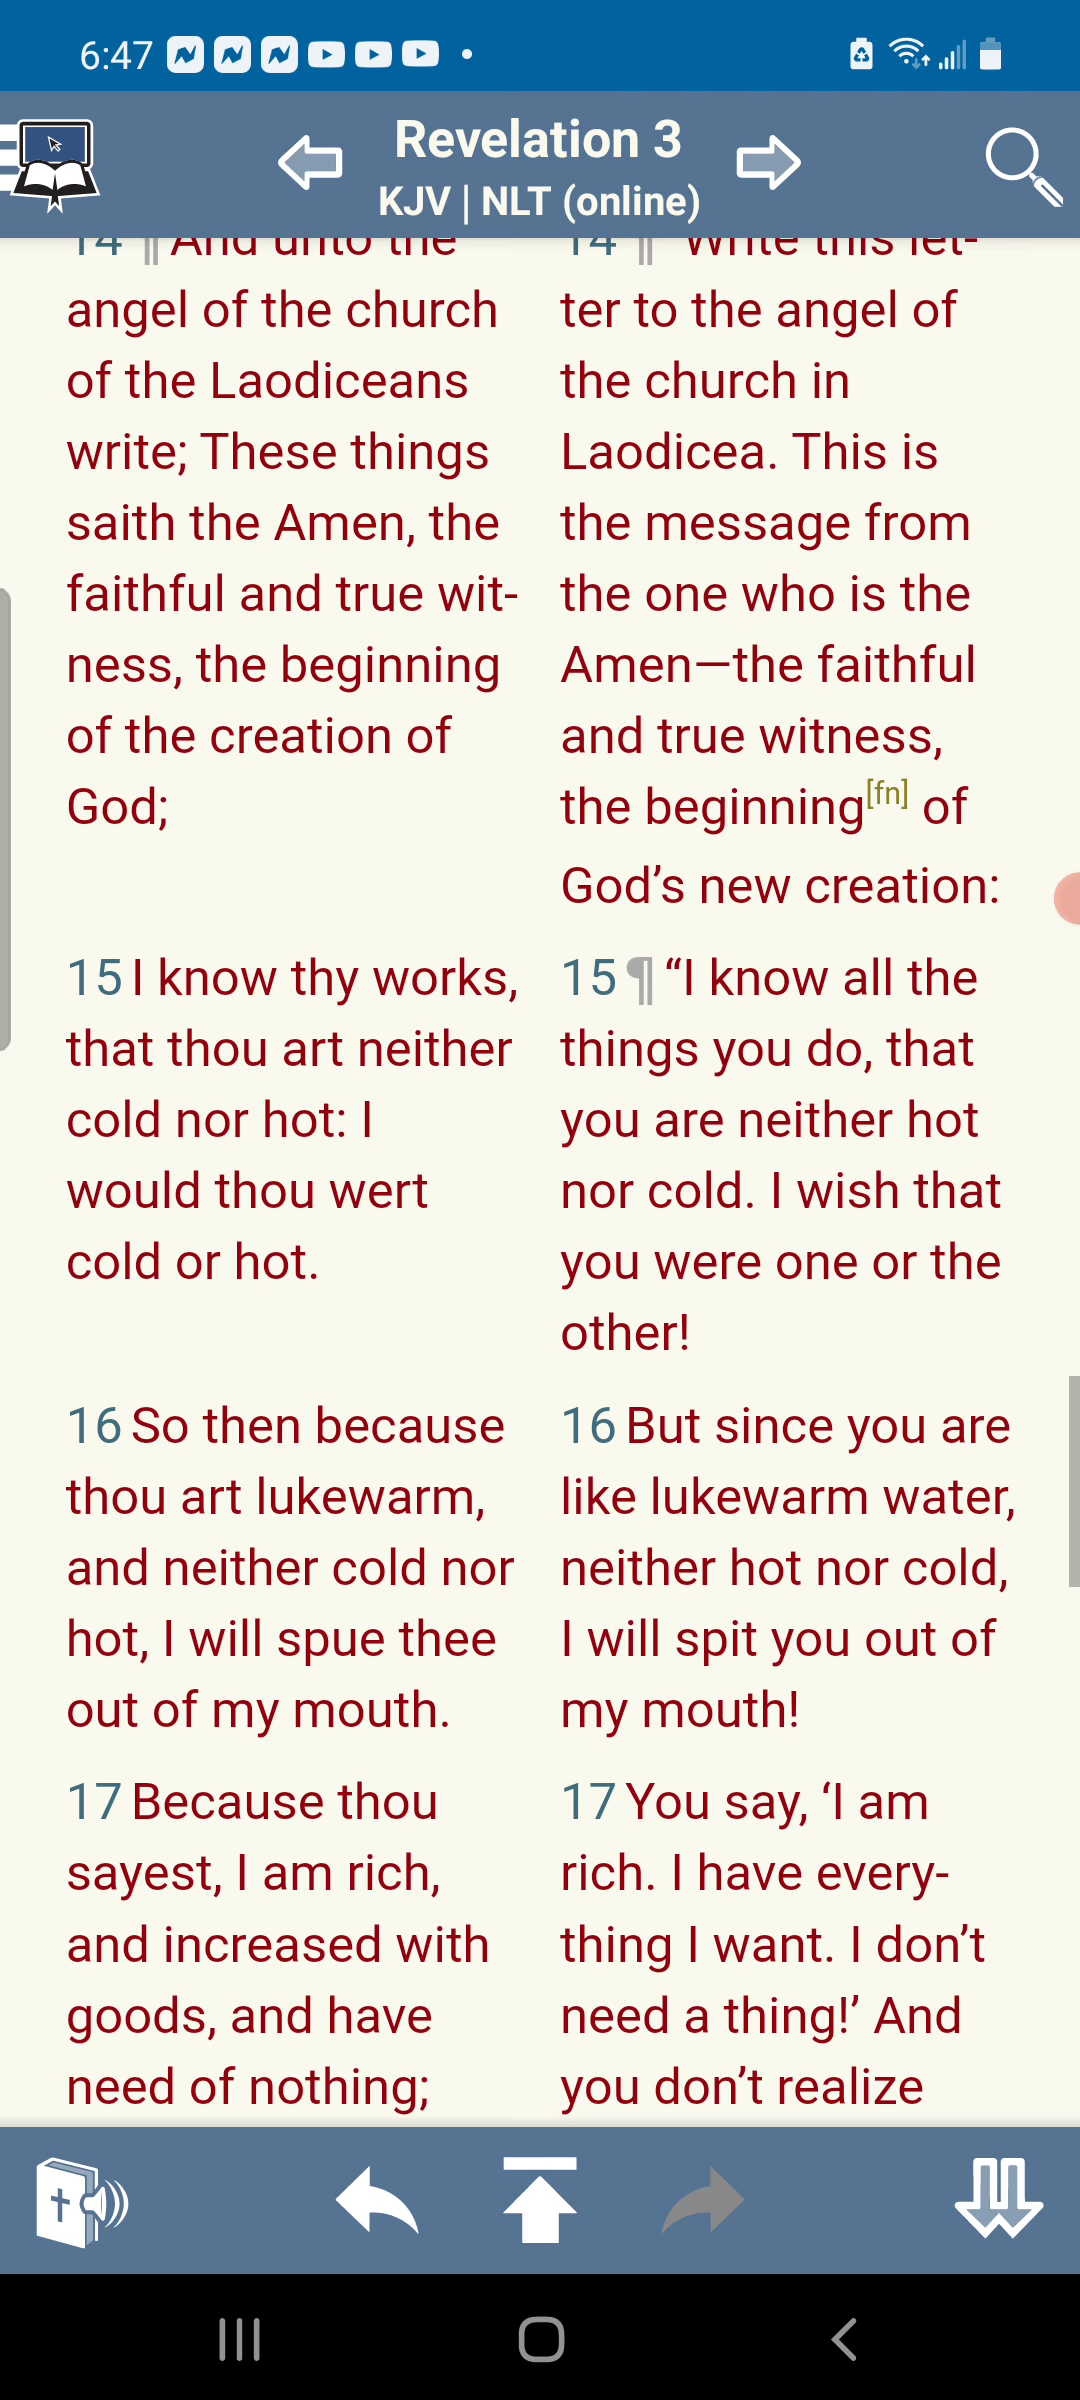 6:47
Revelation 3
KJV | NLT (online)
14 ¶ And unto the
angel of the church
of the Laodiceans
write; These things
saith the Amen, the
faithful and true wit-
ness, the beginning
of the creation of
God;
14 ¶ “Write this let-
ter to the angel of
the church in
Laodicea. This is
the message from
the one who is the
Amen—the faithful
and true witness,
the beginning[fn] of
God’s new creation:
15 I know thy works,
that thou art neither
cold nor hot: I
would thou wert
cold or hot.
15 ¶ “I know all the
things you do, that
you are neither hot
nor cold. I wish that
you were one or the
other!
16 So then because
thou art lukewarm,
and neither cold nor
hot, I will spue thee
out of my mouth.
16 But since you are
like lukewarm water,
neither hot nor cold,
I will spit you out of
my mouth!
17 Because thou
sayest, I am rich,
and increased with
goods, and have
need of nothing;
17 You say, ‘I am
rich. I have every-
thing I want. I don’t
need a thing!’ And
you don’t realize